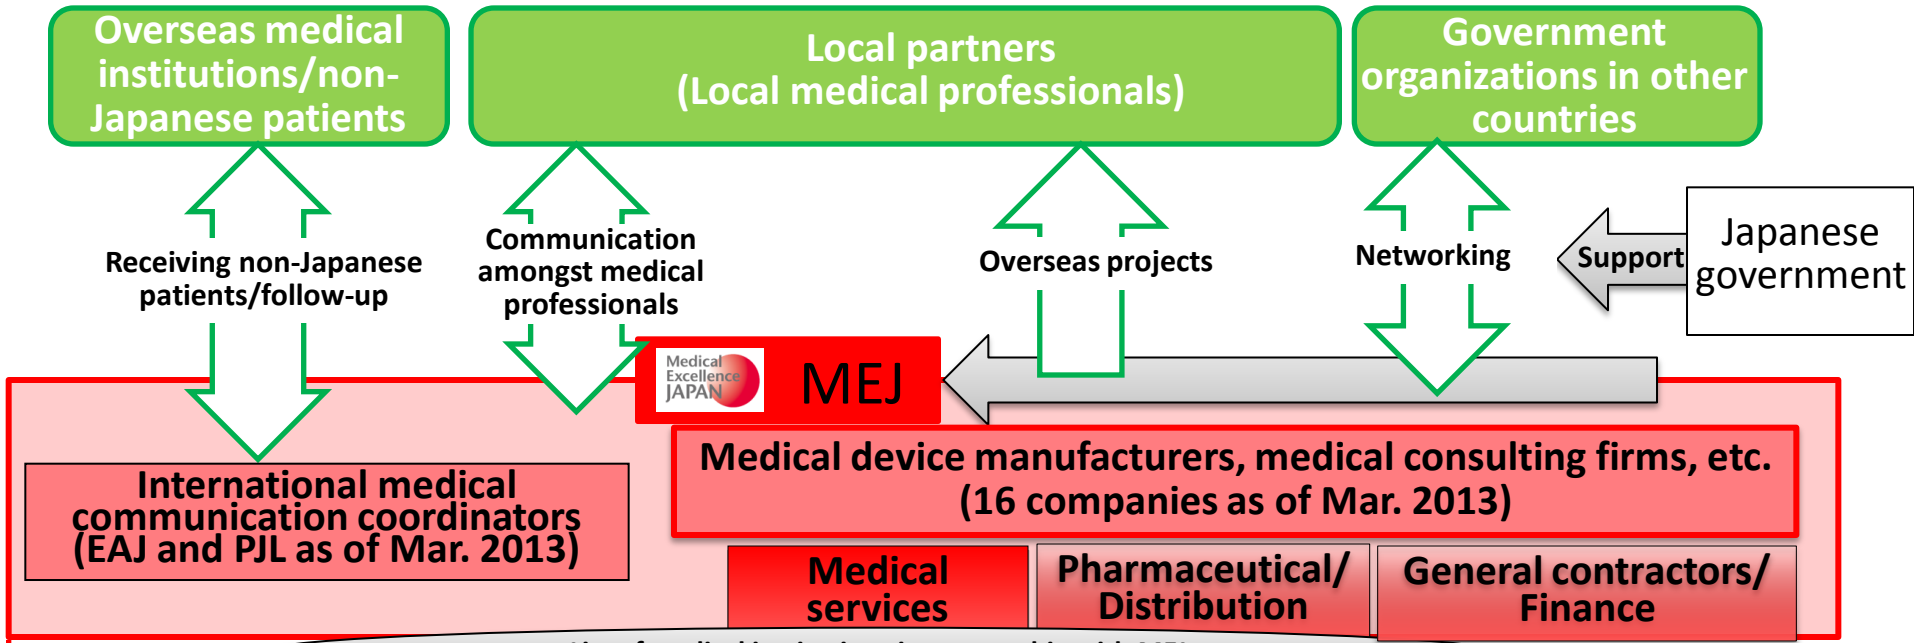 Overseas medical
institutions/non-
Japanese patients
Local partners
(Local medical professionals)
Government
organizations in other
countries
Receiving non-Japanese
patients/follow-up
Communication
amongst medical
professionals
Overseas projects
Networking
Support
Japanese
government
Medical
Excellence
JAPAN
MEJ
International medical
communication coordinators
(EAJ and PJL as of Mar. 2013)
Medical device manufacturers, medical consulting firms, etc.
(16 companies as of Mar. 2013)
Medical
services
Pharmaceutical/
Distribution
General contractors/
Finance